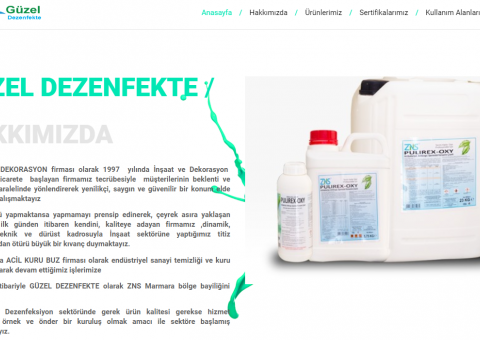 Güzel
Dezenfekte
Anasayfa / Hakkımızda / Ürünlerimiz / Sertifikalarımız / Kullanım Alanları
ZEL DEZENFEKTE /
KKIMIZDA
DEKORASYON firması olarak 1997 yılında İnşaat ve Dekorasyon
icarete başlayan firmamız tecrübesiyle müşterilerinin beklenti ve
aralelinde yönlendirerek yenilikçi, saygın ve güvenilir bir konum elde
alışmaktayız
ü yapmaktansa yapmamayı prensip edinerek, çeyrek asıra yaklaşan
ilk günden itibaren kendini, kaliteye adayan firmamız ,dinamik,
eknik ve dürüst kadrosuyla İnşaat sektörüne yaptığımız titiz
dan ötürü büyük bir kıvanç duymaktayız.
a ACİL KURU BUZ firması olarak endüstriyel sanayi temizliği ve kuru
arak devam ettiğimiz işlerimize
tibariyle GÜZEL DEZENFEKTE olarak ZNS Marmara bölge bayiliğini
Dezenfeksiyon sektöründe gerek ürün kalitesi gerekse hizmet
örnek ve önder bir kuruluş olmak amacı ile sektöre başlamış
yız.
ZNS
PULIREX-OXY
ZNS
PULIREX-OXY
PULIREX OXY